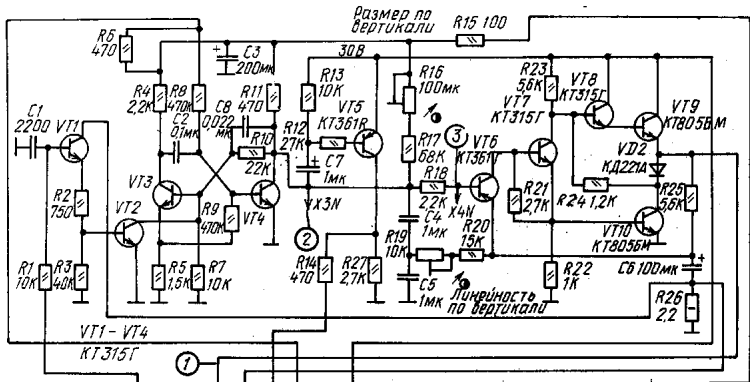 Размер по
вертикали
R15 100
R6
470
C3
200мк
30В
R4
2,2К
R8
470К
C8
0,022
мк
R11
470
R13
10К
VT5
КТ361
R16
100мк
R23
5,6К
VT7
КТ315Г
VT8
КТ315Г
VT9
КТ805БМ
C1
2200
VT1
C2
0,1мк
R10
22К
R12
27К
C7
1мк
R17
68К
3
VT6
КТ361
VD2
КД221А
R2
750
VT3
VT4
R9
470К
X3N
2
R18
2,2К
X4N
C4
1мк
R21
2,7К
R24 1,2К
R25
5,6К
VT2
VT10
КТ805БМ
R19
10К
R20
15К
C6 100мк
R1
10К
R3
40К
R5
1,5К
R7
10К
R14
470
R27
2,7К
C5
1мк
R22
1К
R26
2,2
Линейность
по вертикали
VT1-VT4
КТ315Г
1